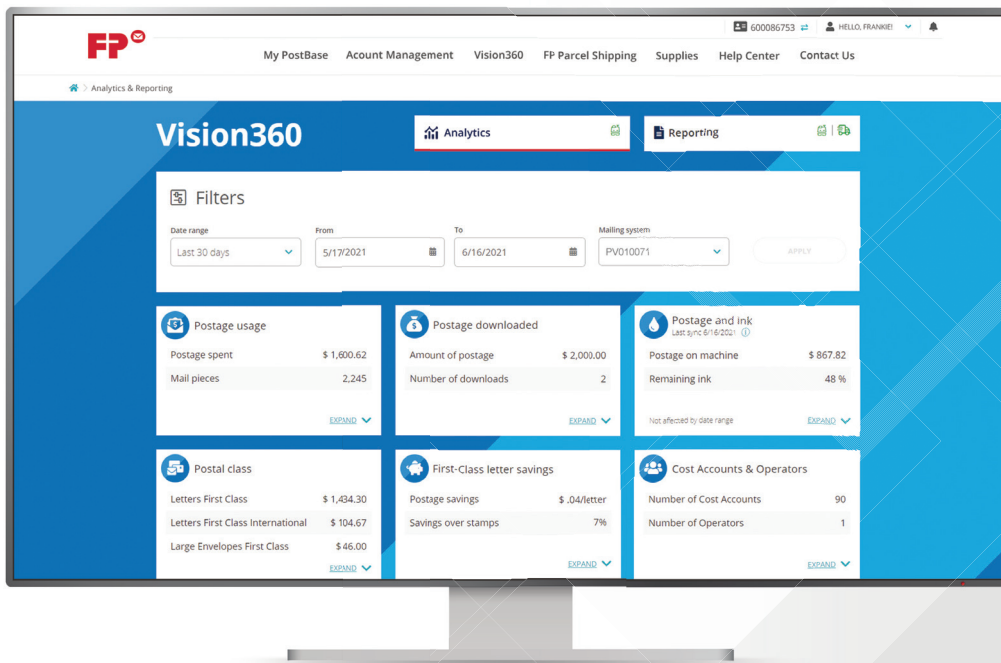 600086753
HELLO, FRANKIE!
FP
My PostBase Acount Management Vision360 FP Parcel Shipping Supplies Help Center Contact Us
> Analytics & Reporting
Vision360
Analytics
Reporting
Filters
Date range
Last 30 days
From
5/17/2021
To
6/16/2021
Mailing system
PV010071
APPLY
Postage usage
Postage spent $ 1,600.62
Mail pieces 2,245
EXPAND
Postage downloaded
Amount of postage $ 2,000.00
Number of downloads 2
EXPAND
Postage and ink
Last sync 6/16/2021
Postage on machine $ 867.82
Remaining ink 48 %
Not affected by date range EXPAND
Postal class
Letters First Class $ 1,434.30
Letters First Class International $ 104.67
Large Envelopes First Class $ 46.00
EXPAND
First-Class letter savings
Postage savings $ .04/letter
Savings over stamps 7%
EXPAND
Cost Accounts & Operators
Number of Cost Accounts 90
Number of Operators 1
EXPAND